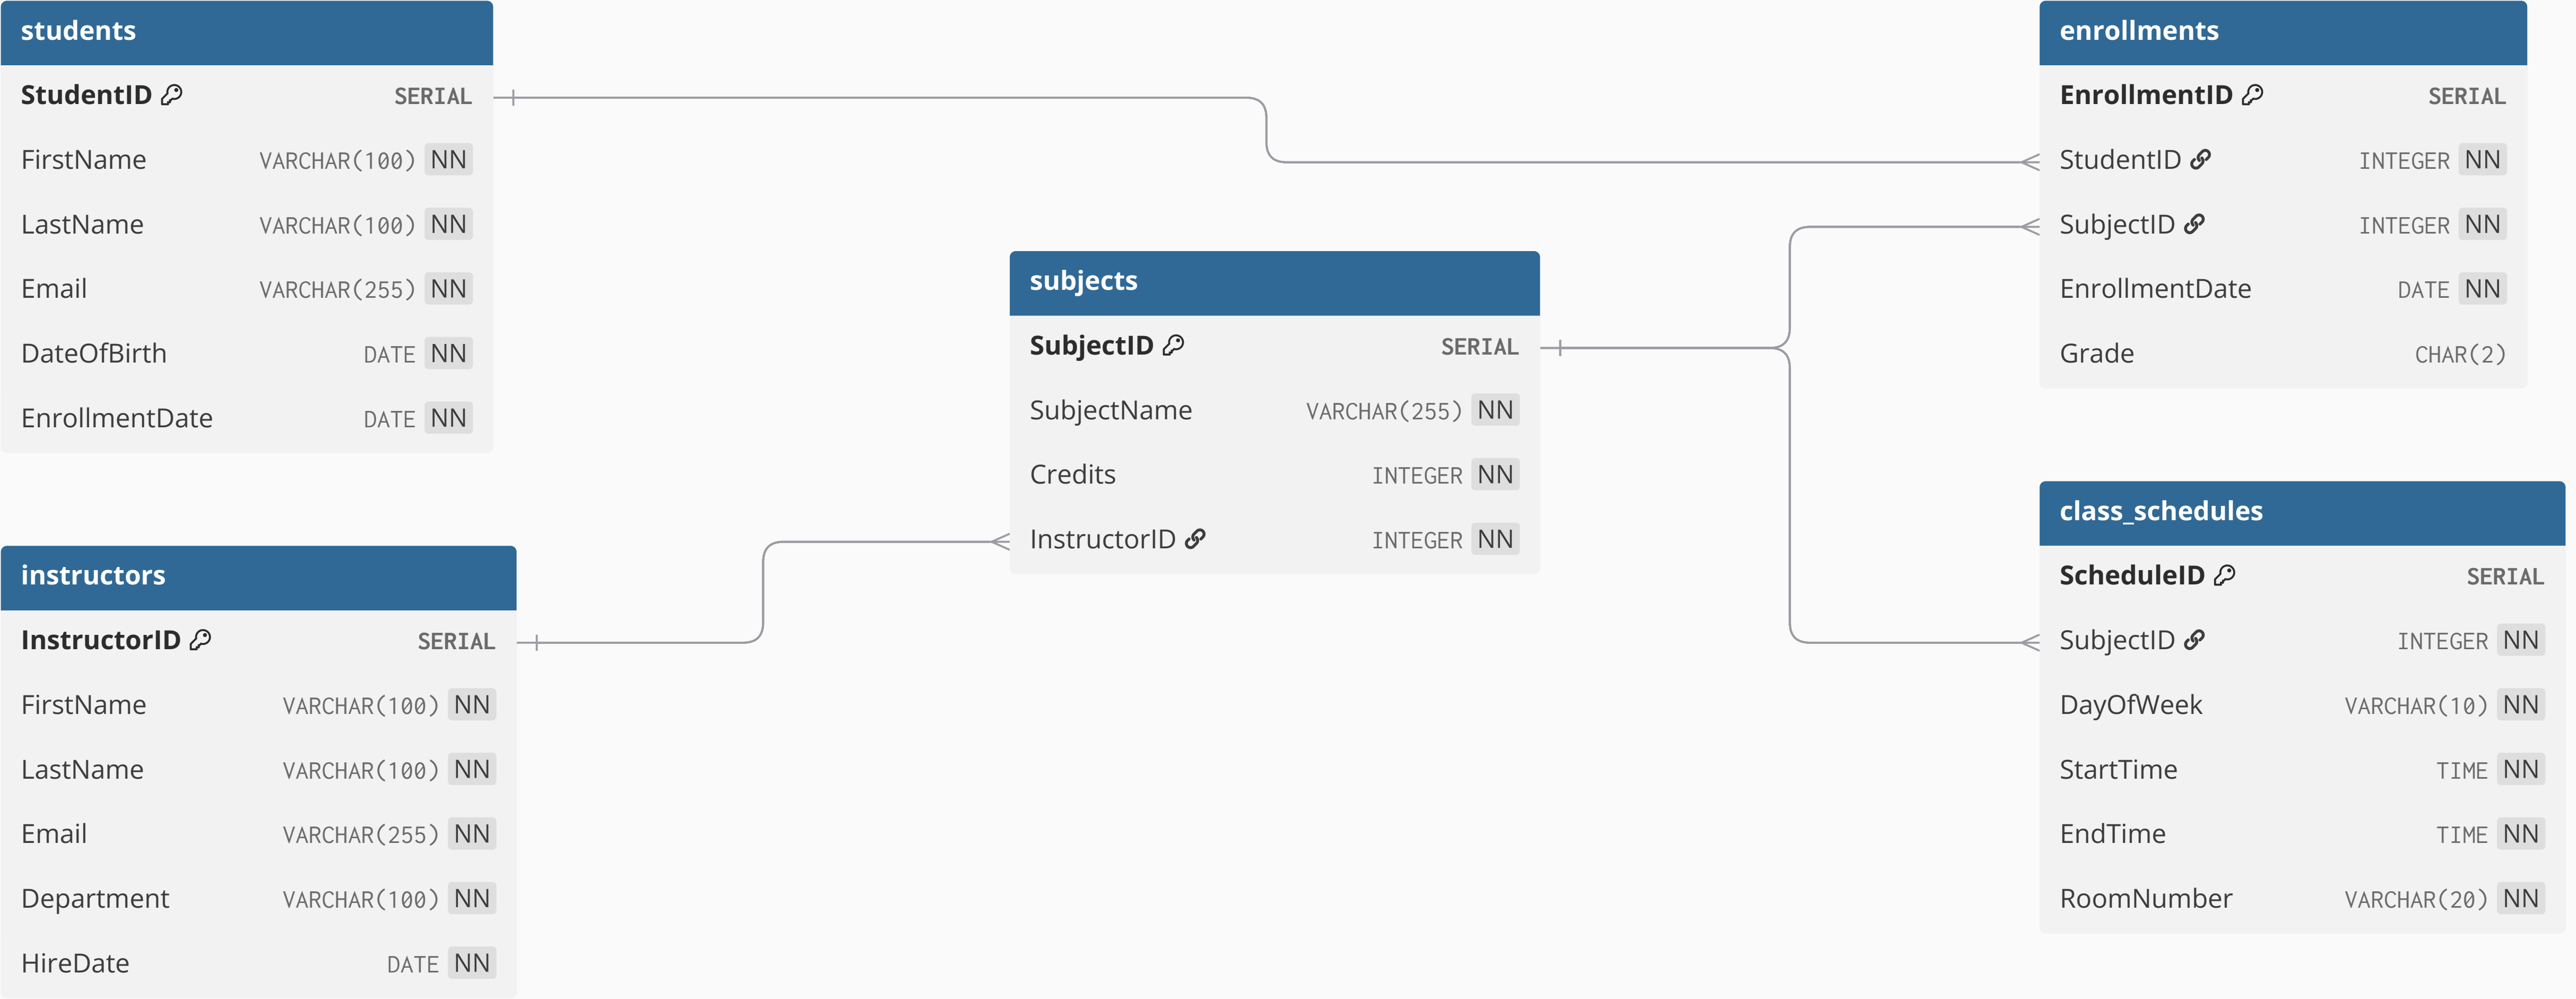 students
StudentID SERIAL
FirstName VARCHAR(100) NN
LastName VARCHAR(100) NN
Email VARCHAR(255) NN
DateOfBirth DATE NN
EnrollmentDate DATE NN
instructors
InstructorID SERIAL
FirstName VARCHAR(100) NN
LastName VARCHAR(100) NN
Email VARCHAR(255) NN
Department VARCHAR(100) NN
HireDate DATE NN
subjects
SubjectID SERIAL
SubjectName VARCHAR(255) NN
Credits INTEGER NN
InstructorID INTEGER NN
enrollments
EnrollmentID SERIAL
StudentID INTEGER NN
SubjectID INTEGER NN
EnrollmentDate DATE NN
Grade CHAR(2)
class_schedules
ScheduleID SERIAL
SubjectID INTEGER NN
DayOfWeek VARCHAR(10) NN
StartTime TIME NN
EndTime TIME NN
RoomNumber VARCHAR(20) NN